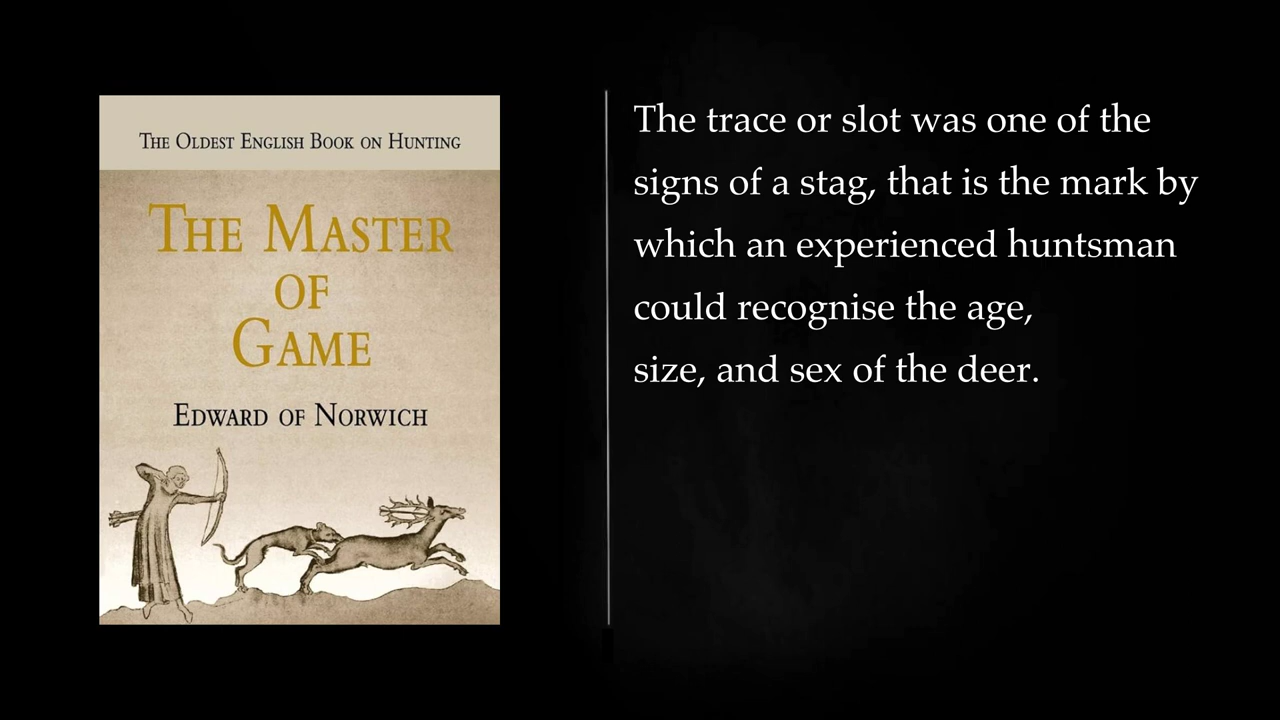 The Oldest English Book on Hunting
The Master
of
Game
Edward of Norwich
The trace or slot was one of the
signs of a stag, that is the mark by
which an experienced huntsman
could recognise the age,
size, and sex of the deer.